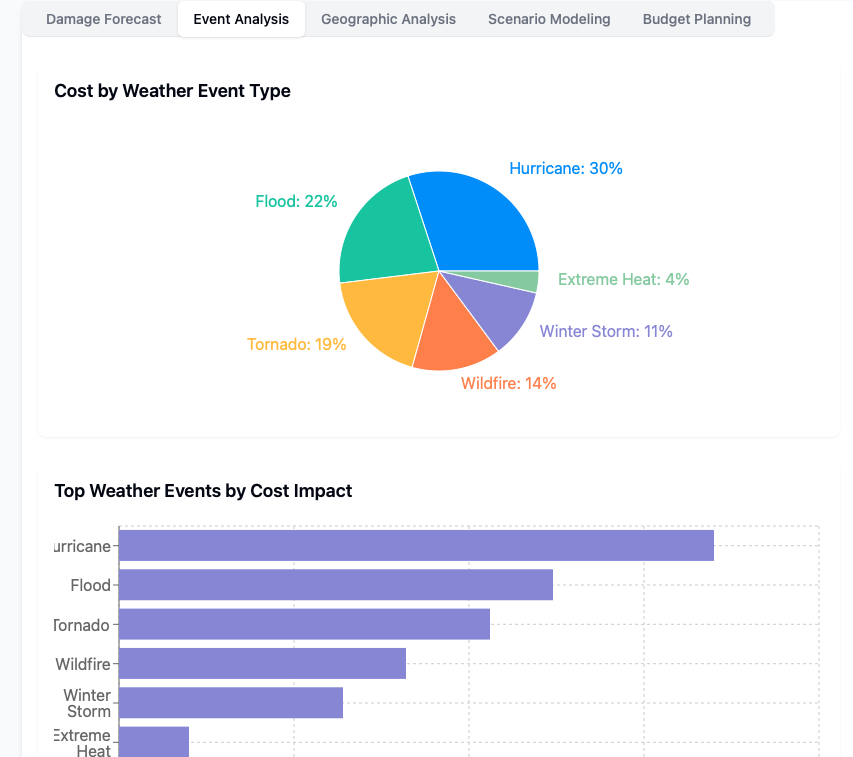 Damage Forecast Event Analysis Geographic Analysis Scenario Modeling Budget Planning
Cost by Weather Event Type
Hurricane: 30%
Flood: 22%
Extreme Heat: 4%
Winter Storm: 11%
Tornado: 19%
Wildfire: 14%
Top Weather Events by Cost Impact
urricane
Flood
Tornado
Wildfire
Winter
Storm
Extreme
Heat